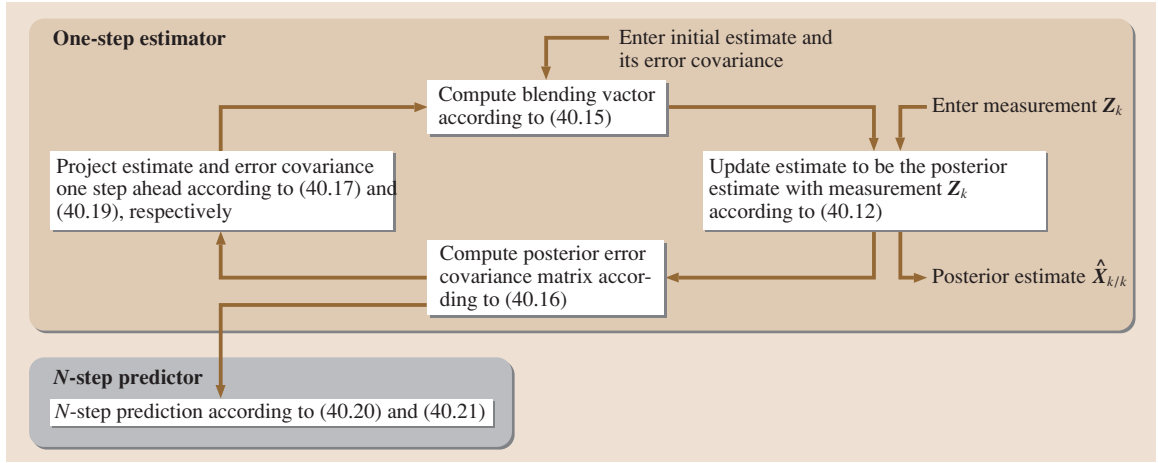 One-step estimator
Enter initial estimate and
its error covariance
Compute blending vactor
according to (40.15)
Enter measurement Zk
Project estimate and error covariance
one step ahead according to (40.17) and
(40.19), respectively
Update estimate to be the posterior
estimate with measurement Zk
according to (40.12)
Compute posterior error
covariance matrix accor-
ding to (40.16)
Posterior estimate X̂k/k
N-step predictor
N-step prediction according to (40.20) and (40.21)